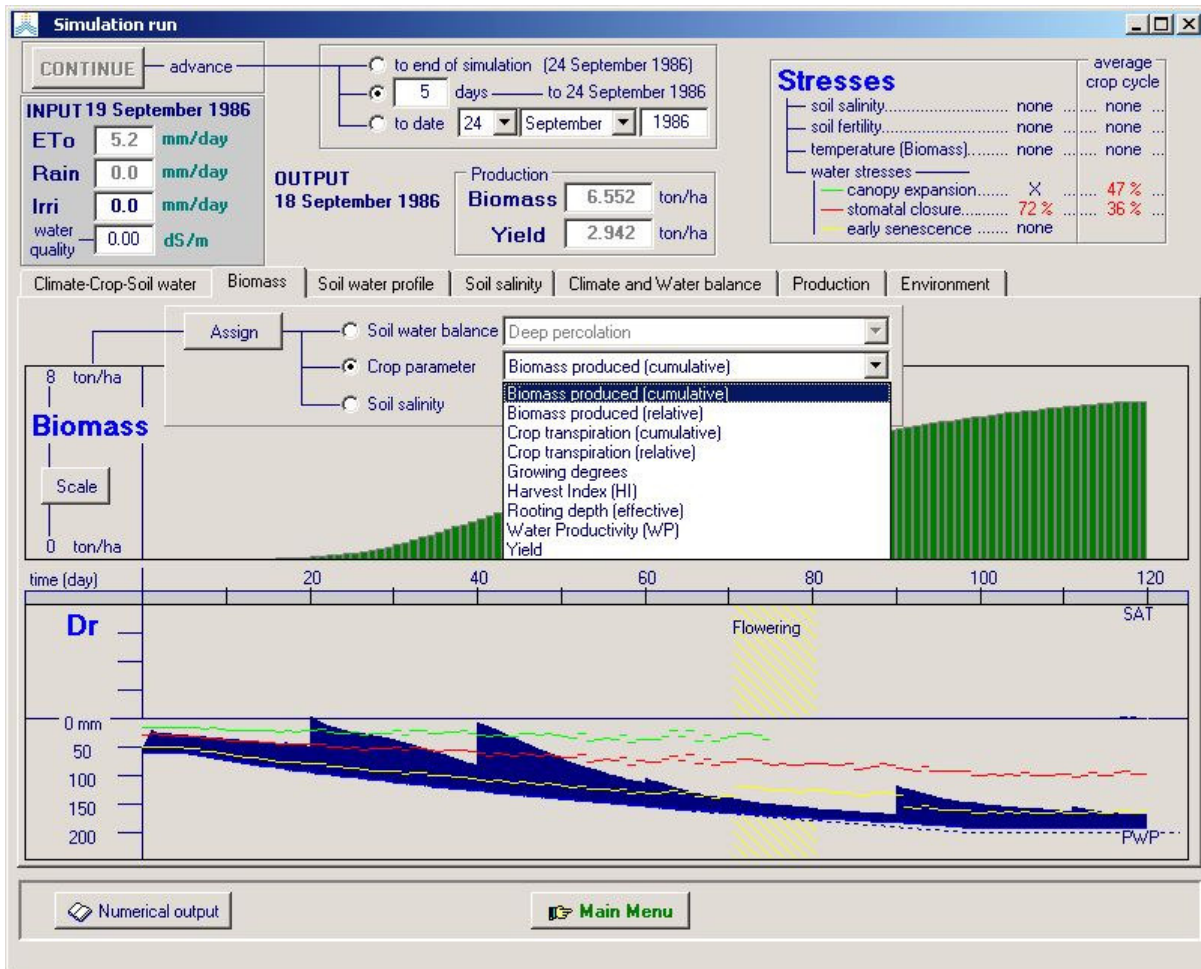 Simulation run
CONTINUE
advance
to end of simulation (24 September 1986)
5 days to 24 September 1986
to date 24 September 1986
INPUT 19 September 1986
ETo 5.2 mm/day
Rain 0.0 mm/day
Irri 0.0 mm/day
water quality 0.00 dS/m
OUTPUT
18 September 1986
Production
Biomass 6.552 ton/ha
Yield 2.942 ton/ha
Stresses
average
crop cycle
soil salinity....................... none ....... none ...
soil fertility......................... none ....... none ...
temperature (Biomass)......... none ....... none ...
water stresses
canopy expansion....... X ....... 47 % ...
stomatal closure......... 72 % ....... 36 % ...
early senescence ....... none
Climate-Crop-Soil water Biomass Soil water profile Soil salinity Climate and Water balance Production Environment
Assign
Soil water balance Deep percolation
Crop parameter Biomass produced (cumulative)
Soil salinity
Biomass produced (cumulative)
Biomass produced (relative)
Crop transpiration (cumulative)
Crop transpiration (relative)
Growing degrees
Harvest Index (HI)
Rooting depth (effective)
Water Productivity (WP)
Yield
8 ton/ha
Biomass
Scale
0 ton/ha
time (day) 20 40 60 80 100 120
Dr
Flowering
SAT
0 mm
50
100
150
200
PWP
Numerical output
Main Menu